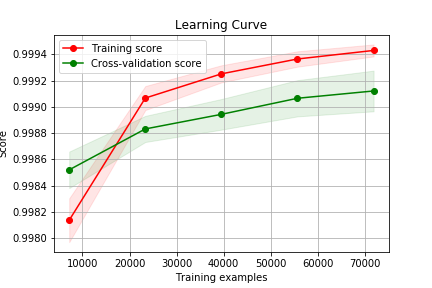 Learning Curve
Training score
Cross-validation score
0.9994
0.9992
0.9990
0.9988
0.9986
0.9984
0.9982
0.9980
Score
10000 20000 30000 40000 50000 60000 70000
Training examples